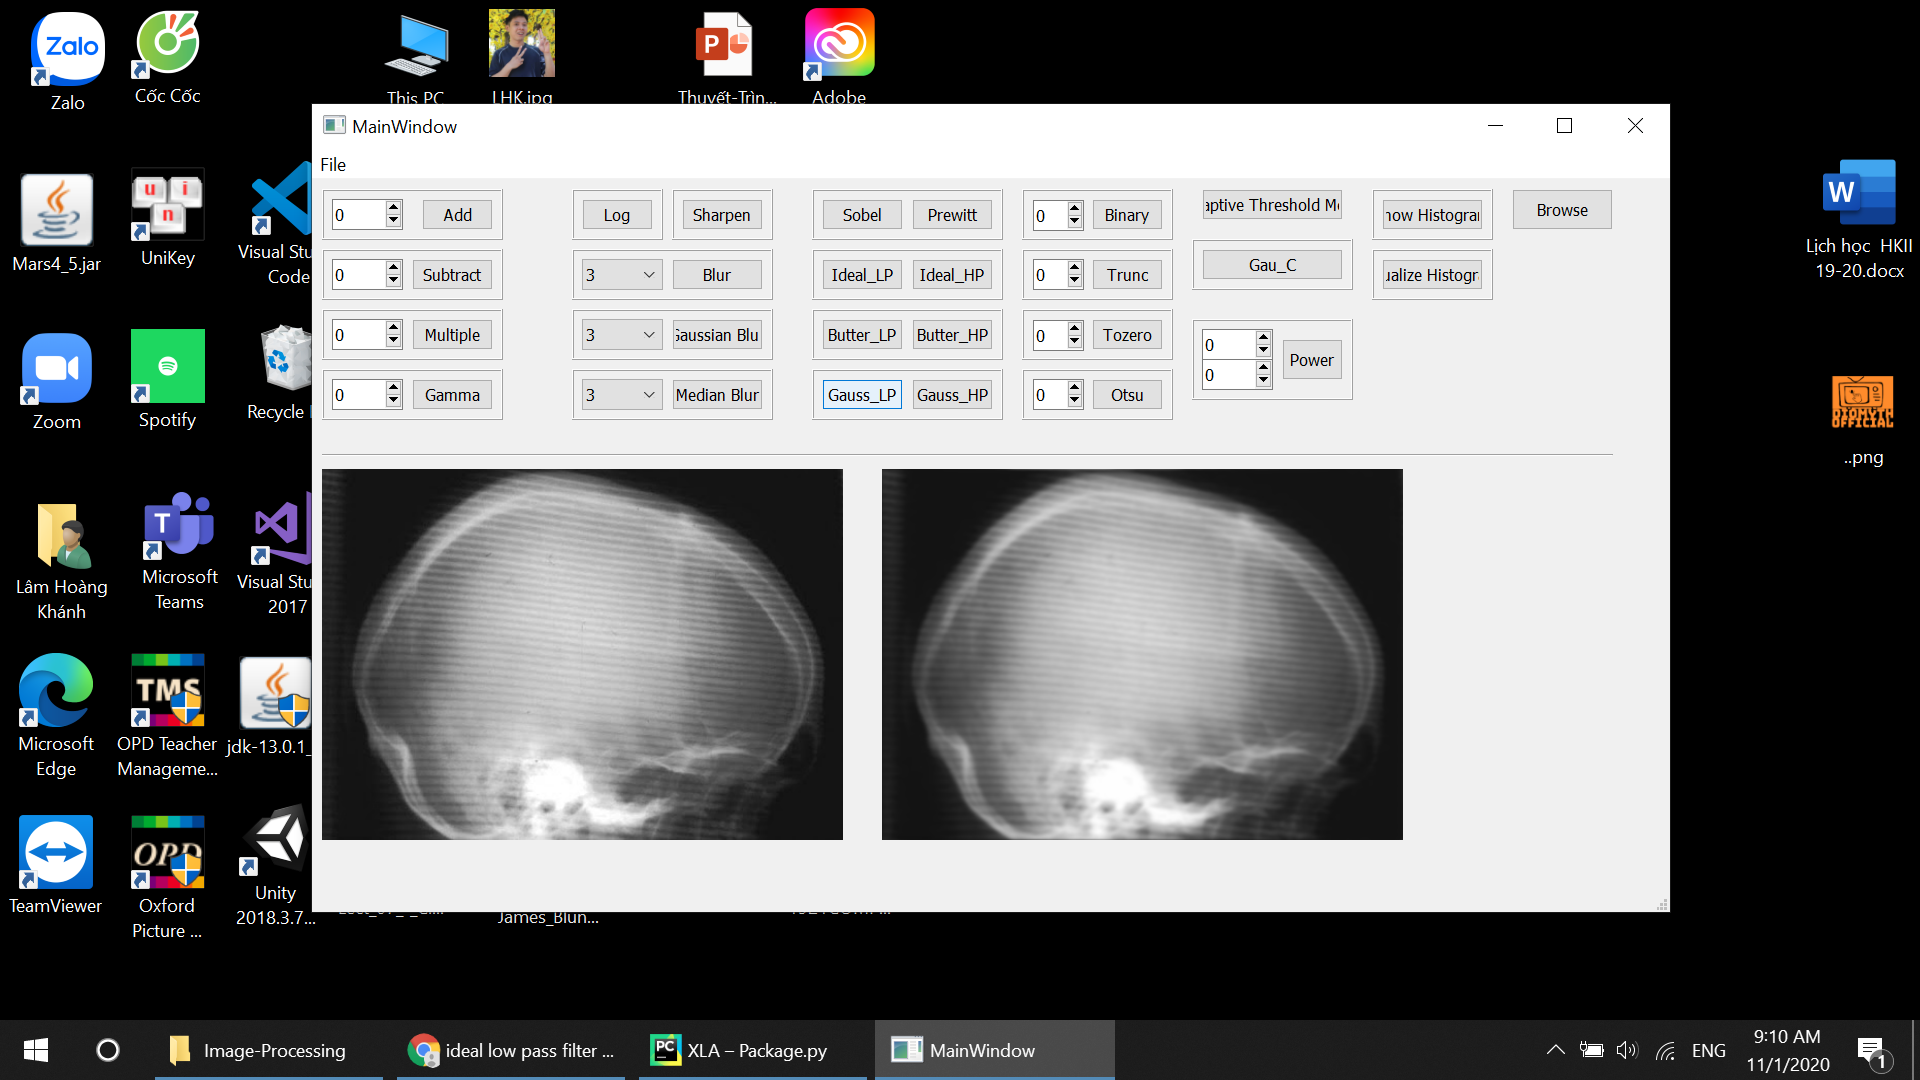 Zalo
Cốc Cốc
This PC
LHK.jpg
Thuyết-Trìn...
Adobe
Mars4_5.jar
UniKey
Visual Stu
Code
Zoom
Spotify
Recycle
Lâm Hoàng
Khánh
Microsoft
Teams
Visual Stu
2017
Microsoft
Edge
OPD Teacher
Manageme...
jdk-13.0.1_
TeamViewer
Oxford
Picture ...
Unity
2018.3.7...
James_Blun...
Lịch học HKII
19-20.docx
..png
MainWindow
File
0 Add Log Sharpen Sobel Prewitt 0 Binary aptive Threshold Me how Histogran Browse
0 Subtract 3 Blur Ideal_LP Ideal_HP 0 Trunc Gau_C ualize Histogr
0 Multiple 3 Gaussian Blu Butter_LP Butter_HP 0 Tozero 0 Power
0 Gamma 3 Median Blur Gauss_LP Gauss_HP 0 Otsu 0
Image-Processing
ideal low pass filter ...
XLA – Package.py
MainWindow
ENG
9:10 AM
11/1/2020
1